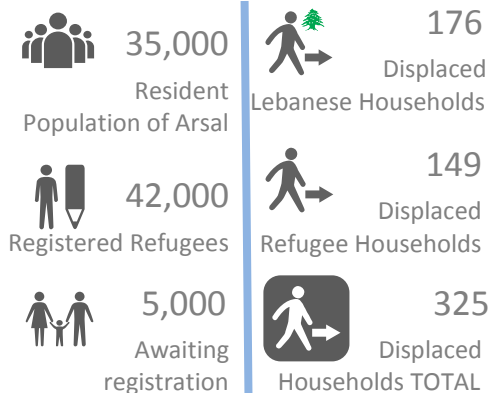 35,000
Resident
Population of Arsal
42,000
Registered Refugees
5,000
Awaiting
registration
176
Displaced
Lebanese Households
149
Displaced
Refugee Households
325
Displaced
Households TOTAL